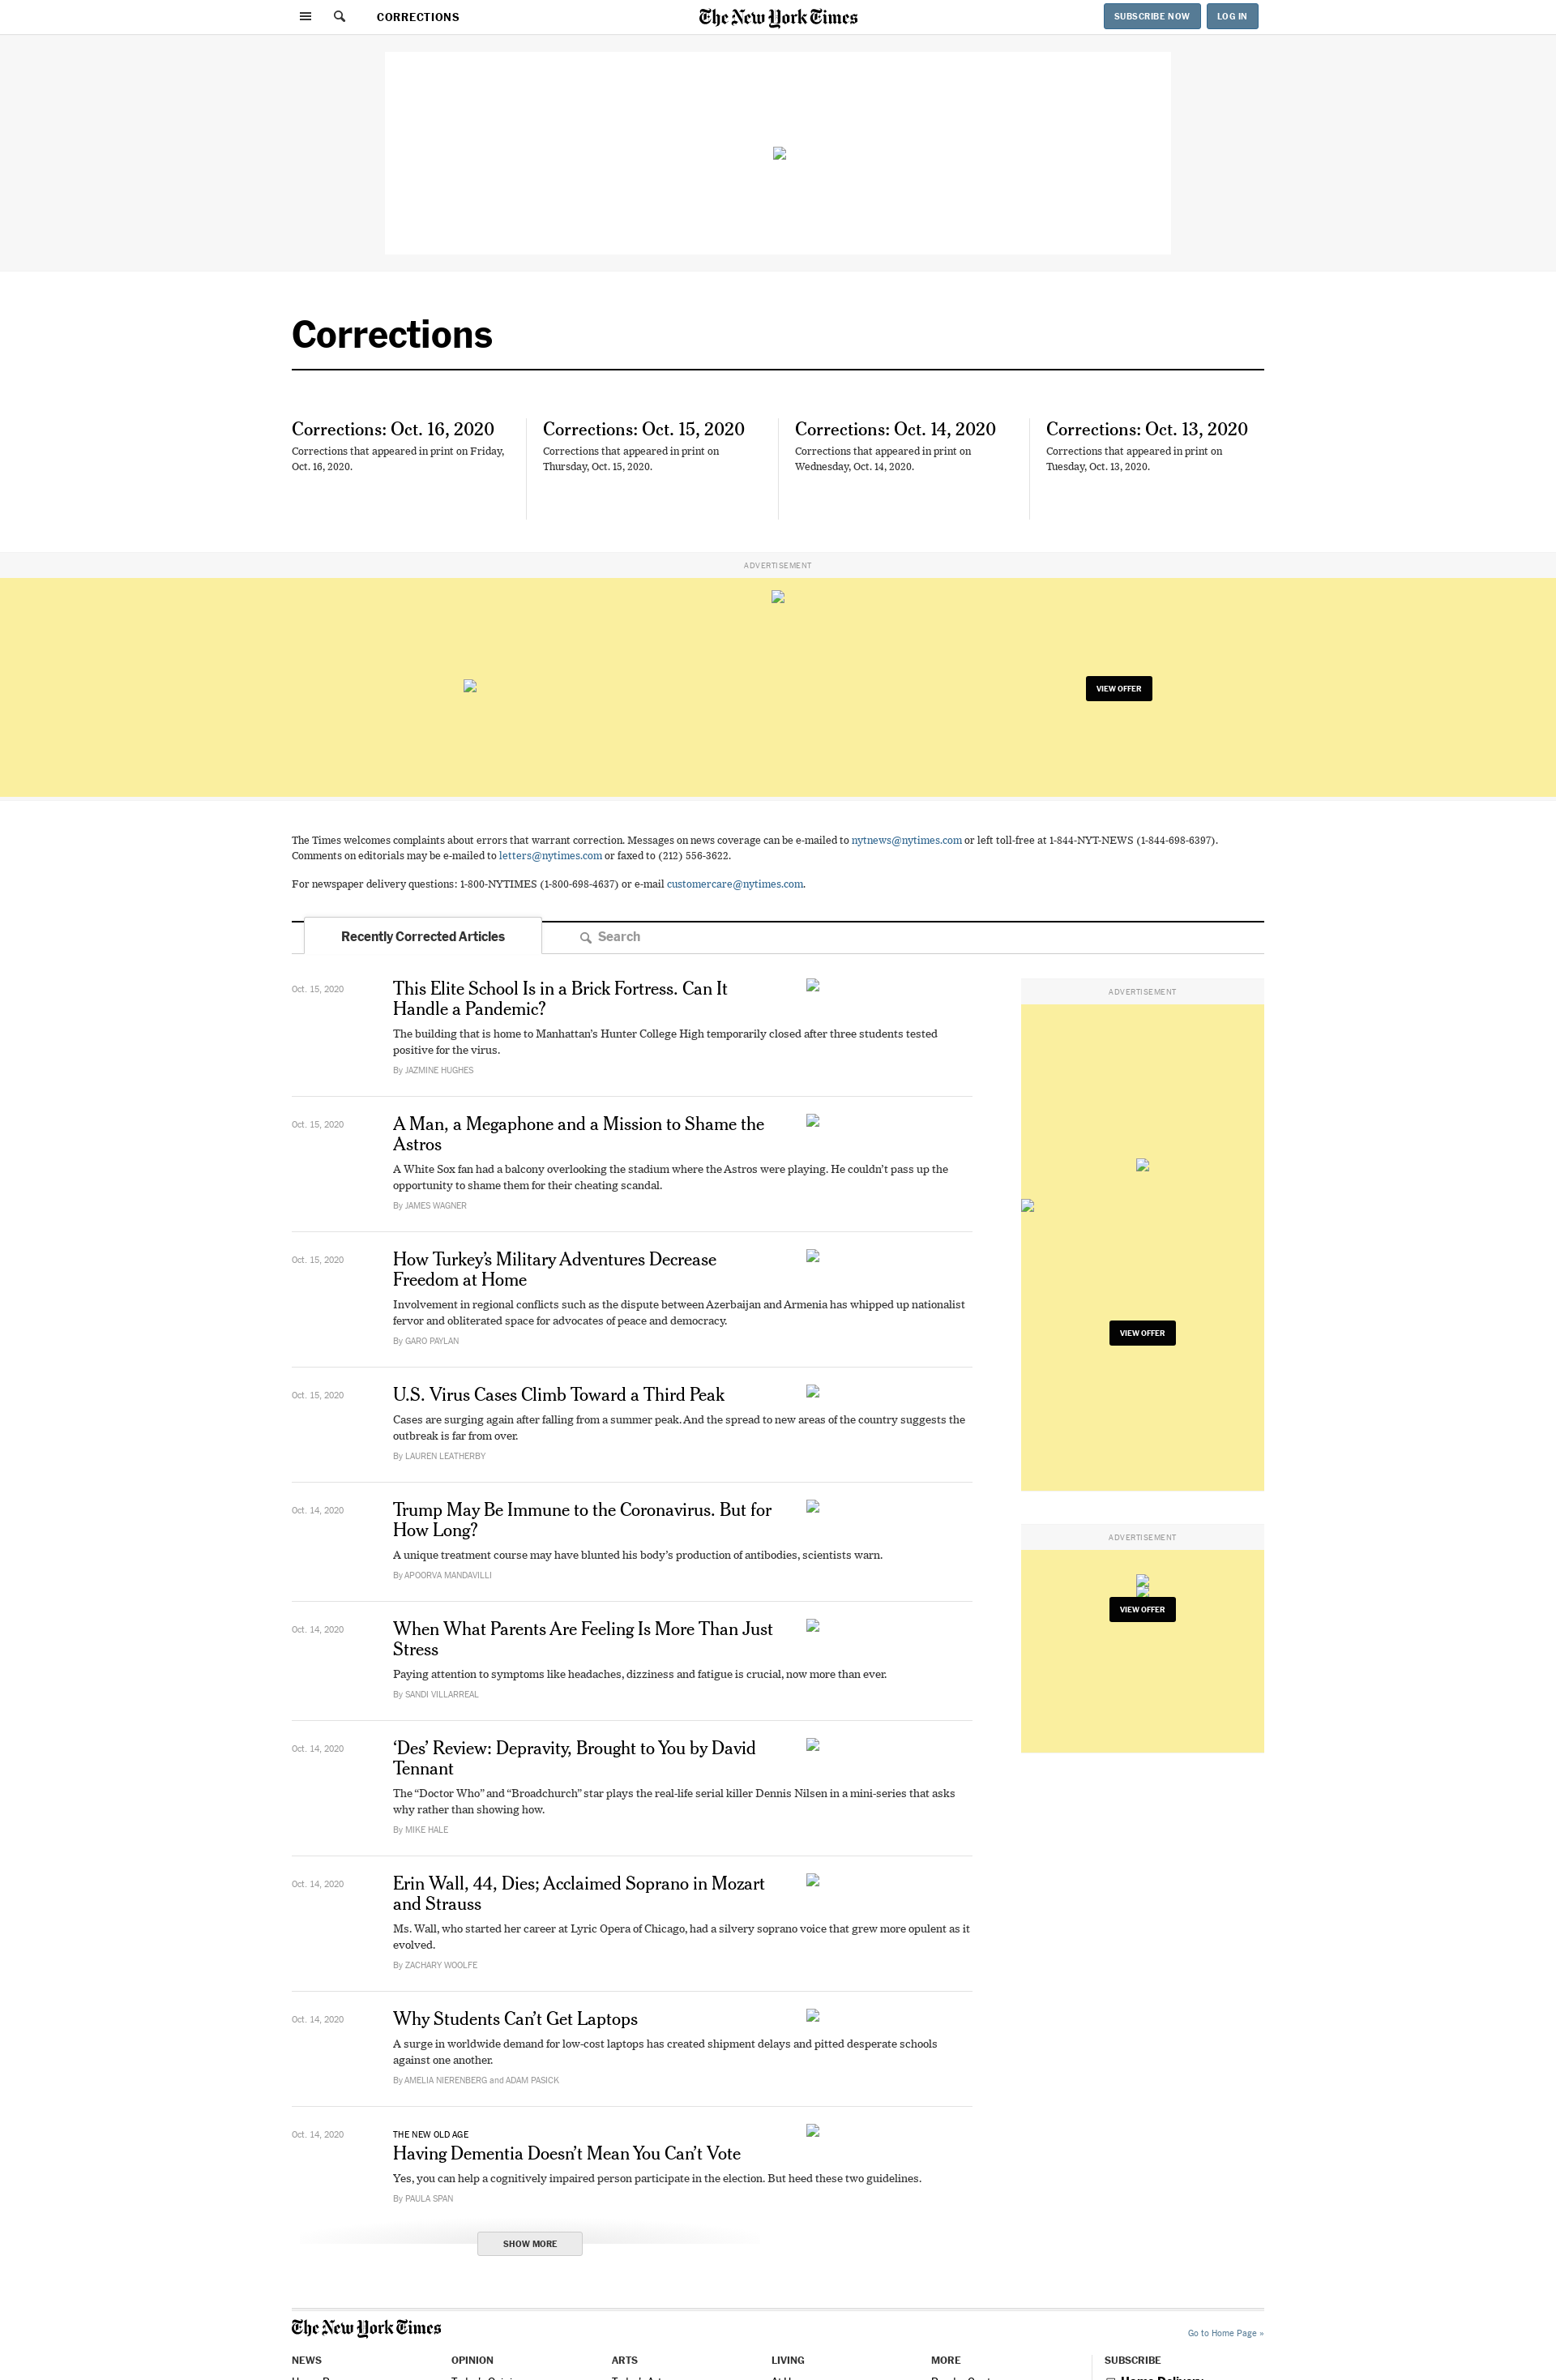 CORRECTIONS
The New York Times
SUBSCRIBE NOW
LOG IN
Corrections
Corrections: Oct. 16, 2020
Corrections that appeared in print on Friday,
Oct. 16, 2020.
Corrections: Oct. 15, 2020
Corrections that appeared in print on
Thursday, Oct. 15, 2020.
Corrections: Oct. 14, 2020
Corrections that appeared in print on
Wednesday, Oct. 14, 2020.
Corrections: Oct. 13, 2020
Corrections that appeared in print on
Tuesday, Oct. 13, 2020.
ADVERTISEMENT
VIEW OFFER
The Times welcomes complaints about errors that warrant correction. Messages on news coverage can be e-mailed to nytnews@nytimes.com or left toll-free at 1-844-NYT-NEWS (1-844-698-6397).
Comments on editorials may be e-mailed to letters@nytimes.com or faxed to (212) 556-3622.
For newspaper delivery questions: 1-800-NYTIMES (1-800-698-4637) or e-mail customercare@nytimes.com.
Recently Corrected Articles
Search
Oct. 15, 2020
This Elite School Is in a Brick Fortress. Can It
Handle a Pandemic?
The building that is home to Manhattan’s Hunter College High temporarily closed after three students tested
positive for the virus.
By JAZMINE HUGHES
Oct. 15, 2020
A Man, a Megaphone and a Mission to Shame the
Astros
A White Sox fan had a balcony overlooking the stadium where the Astros were playing. He couldn’t pass up the
opportunity to shame them for their cheating scandal.
By JAMES WAGNER
Oct. 15, 2020
How Turkey’s Military Adventures Decrease
Freedom at Home
Involvement in regional conflicts such as the dispute between Azerbaijan and Armenia has whipped up nationalist
fervor and obliterated space for advocates of peace and democracy.
By GARO PAYLAN
Oct. 15, 2020
U.S. Virus Cases Climb Toward a Third Peak
Cases are surging again after falling from a summer peak. And the spread to new areas of the country suggests the
outbreak is far from over.
By LAUREN LEATHERBY
Oct. 14, 2020
Trump May Be Immune to the Coronavirus. But for
How Long?
A unique treatment course may have blunted his body’s production of antibodies, scientists warn.
By APOORVA MANDAVILLI
Oct. 14, 2020
When What Parents Are Feeling Is More Than Just
Stress
Paying attention to symptoms like headaches, dizziness and fatigue is crucial, now more than ever.
By SANDI VILLARREAL
Oct. 14, 2020
‘Des’ Review: Depravity, Brought to You by David
Tennant
The “Doctor Who” and “Broadchurch” star plays the real-life serial killer Dennis Nilsen in a mini-series that asks
why rather than showing how.
By MIKE HALE
Oct. 14, 2020
Erin Wall, 44, Dies; Acclaimed Soprano in Mozart
and Strauss
Ms. Wall, who started her career at Lyric Opera of Chicago, had a silvery soprano voice that grew more opulent as it
evolved.
By ZACHARY WOOLFE
Oct. 14, 2020
Why Students Can’t Get Laptops
A surge in worldwide demand for low-cost laptops has created shipment delays and pitted desperate schools
against one another.
By AMELIA NIERENBERG and ADAM PASICK
Oct. 14, 2020
THE NEW OLD AGE
Having Dementia Doesn’t Mean You Can’t Vote
Yes, you can help a cognitively impaired person participate in the election. But heed these two guidelines.
By PAULA SPAN
SHOW MORE
ADVERTISEMENT
VIEW OFFER
ADVERTISEMENT
VIEW OFFER
The New York Times
Go to Home Page »
NEWS
OPINION
ARTS
LIVING
MORE
SUBSCRIBE